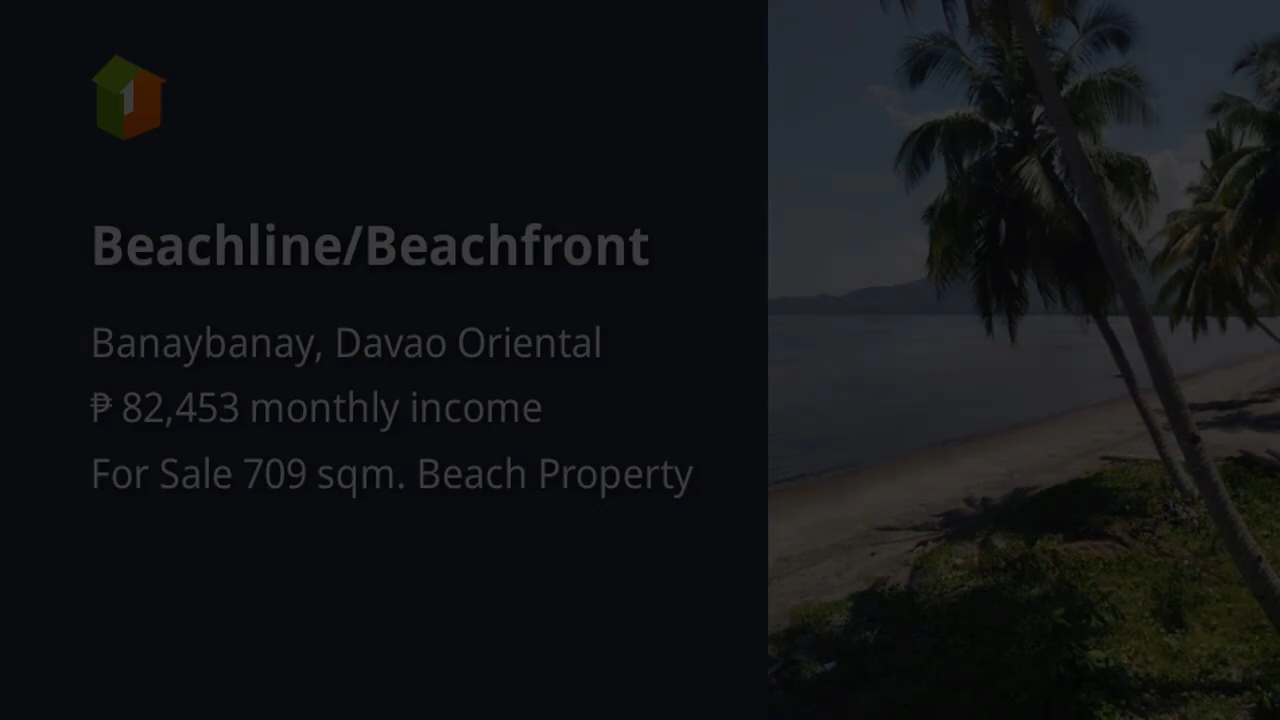 Beachline/Beachfront
Banaybanay, Davao Oriental
₱ 82,453 monthly income
For Sale 709 sqm. Beach Property